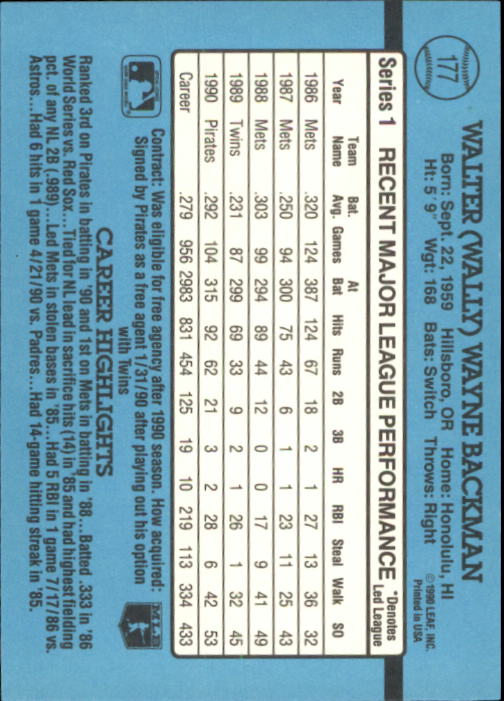 177
WALTER (WALLY) WAYNE BACKMAN
Born: Sept. 22, 1959 Hillsboro, OR Home: Honolulu, HI
Ht: 5' 9" Wgt: 168 Bats: Switch Throws: Right
© 1990 LEAF, INC.
Printed in USA
Series 1 RECENT MAJOR LEAGUE PERFORMANCE *Denotes Led League
Year Team Name Bat. Avg. Games At Bat Hits Runs 2B 3B HR RBI Steal Walk SO
1986 Mets .320 124 387 124 67 18 2 1 27 13 36 32
1987 Mets .250 94 300 75 43 6 1 1 23 11 25 43
1988 Mets .303 99 294 89 44 12 0 0 17 9 41 49
1989 Twins .231 87 299 69 33 9 2 1 26 1 32 45
1990 Pirates .292 104 315 92 62 21 3 2 28 6 42 53
Career .279 956 2983 831 454 125 19 10 219 113 334 433
Contract: Was eligible for free agency after 1990 season. How acquired:
Signed by Pirates as a free agent 1/31/90 after playing out his option
with Twins
CAREER HIGHLIGHTS
Ranked 3rd on Pirates in batting in '90 and 1st on Mets in batting in '88...Batted .333 in '86
World Series vs. Red Sox...Tied for NL lead in sacrifice hits (14) in '85 and had highest fielding
pct. of any NL 2B (.989)...Led Mets in stolen bases in '85...Had 5 RBI in 1 game 7/17/86 vs.
Astros...Had 6 hits in 1 game 4/21/90 vs. Padres...Had 14-game hitting streak in '85.